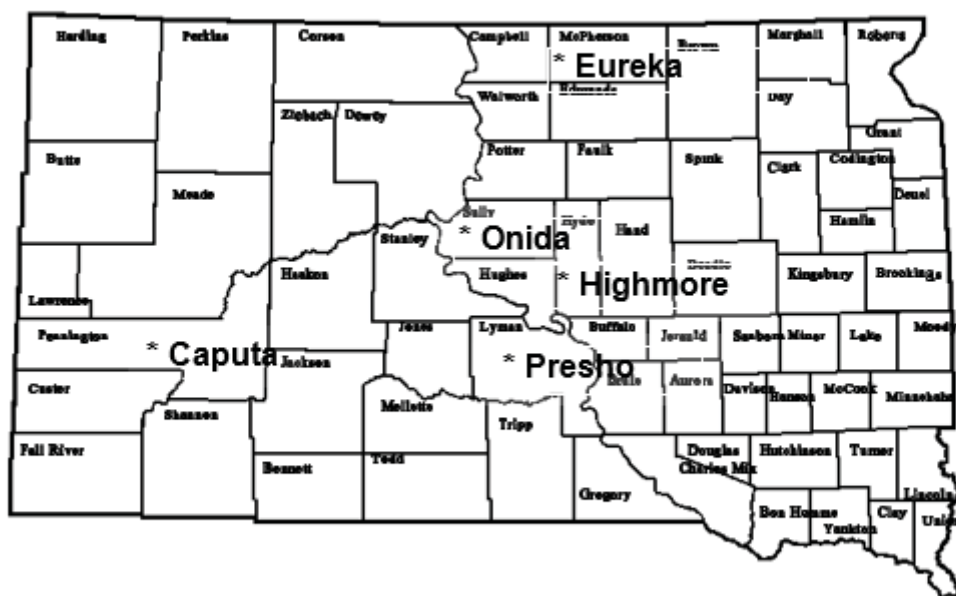 Harding
Perkins
Corson
Campbell
McPherson
Brown
Marshall
Roberts
* Eureka
Walworth
Edmunds
Day
Ziebach
Dewey
Grant
Butte
Potter
Faulk
Spink
Clark
Codington
Meade
Deuel
Sully
Hyde
Hand
Hamlin
Stanley
* Onida
Haakon
Hughes
* Highmore
Kingsbury
Brookings
Lawrence
Pennington
Jones
Lyman
Buffalo
Jerauld
Sanborn
Miner
Lake
Moody
* Caputa
Jackson
* Presho
Brule
Aurora
Custer
Davison
Hanson
McCook
Minnehaha
Shannon
Mellette
Tripp
Fall River
Bennett
Todd
Douglas
Hutchinson
Turner
Charles Mix
Gregory
Lincoln
Bon Homme
Yankton
Clay
Union